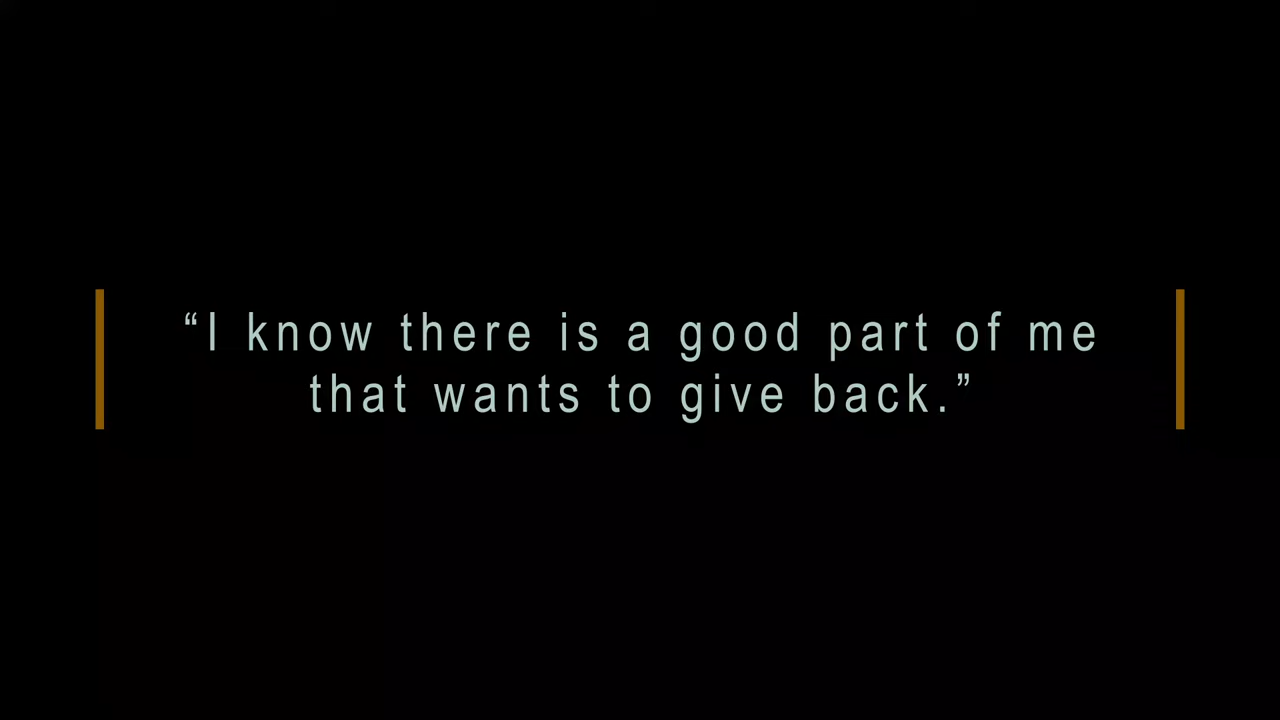 “I know there is a good part of me
that wants to give back.”